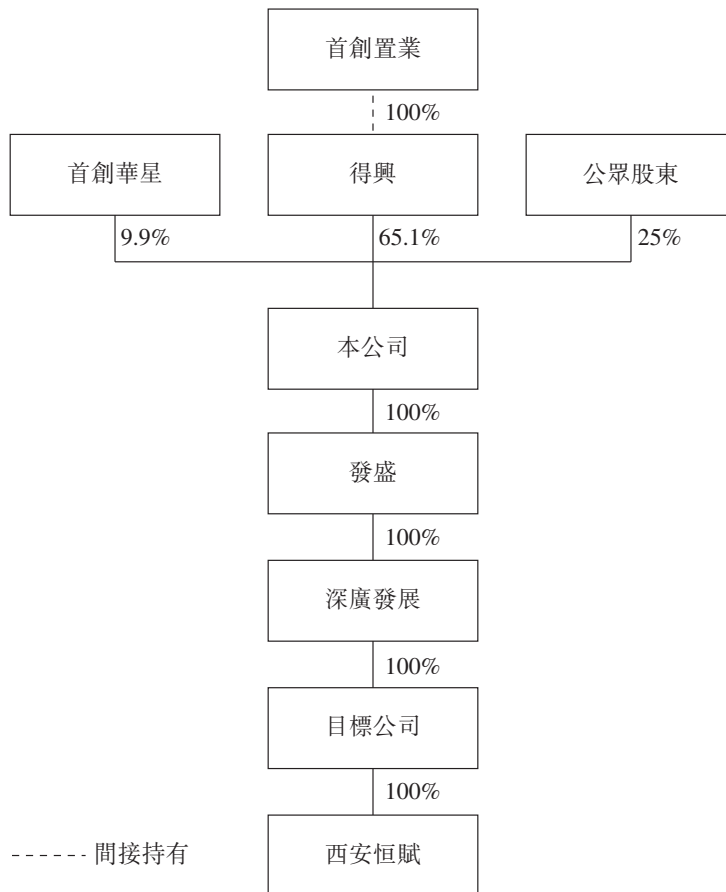 首創置業
100%
首創華星
得興
公眾股東
9.9%
65.1%
25%
本公司
100%
發盛
100%
深廣發展
100%
目標公司
100%
西安恒賦
間接持有